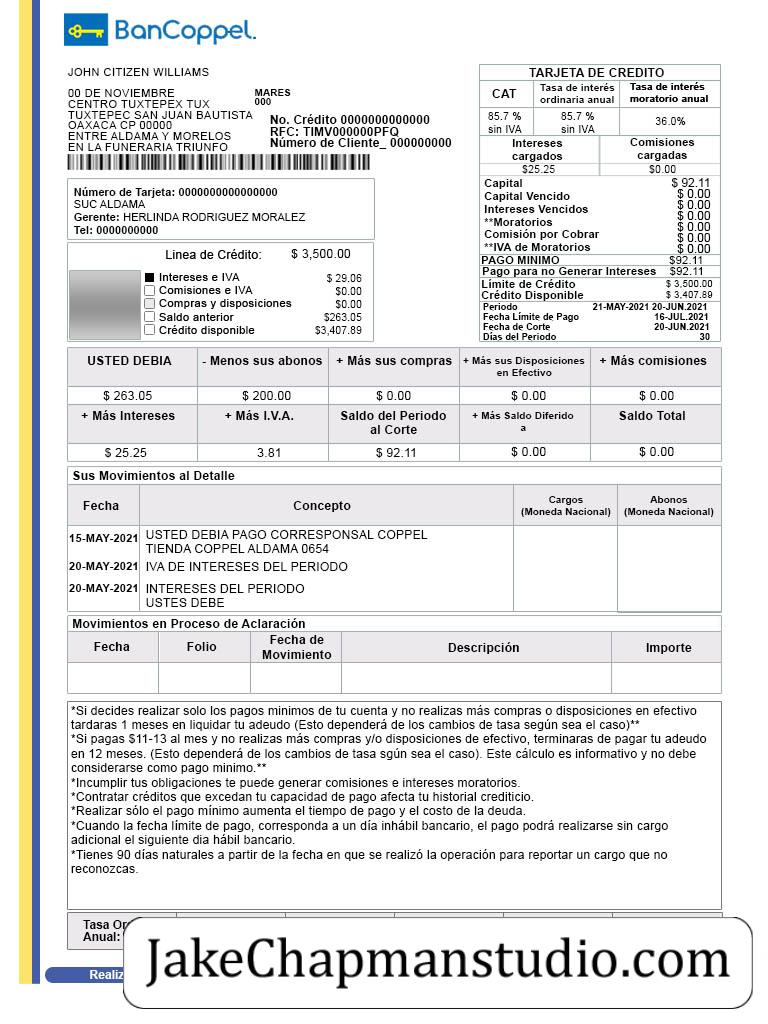 BanCoppel.
JOHN CITIZEN WILLIAMS
00 DE NOVIEMBRE
CENTRO TUXTEPEX TUX
TUXTEPEC SAN JUAN BAUTISTA
OAXACA CP 00000
ENTRE ALDAMA Y MORELOS
EN LA FUNERARIA TRIUNFO
MARES
000
No. Crédito 0000000000000
RFC: TIMV000000PFQ
Número de Cliente_ 000000000
Número de Tarjeta: 0000000000000000
SUC ALDAMA
Gerente: HERLINDA RODRIGUEZ MORALEZ
Tel: 0000000000
Linea de Crédito: $ 3,500.00
Intereses e IVA $ 29.06
Comisiones e IVA $0.00
Compras y disposiciones $0.00
Saldo anterior $263.05
Crédito disponible $3,407.89
TARJETA DE CREDITO
CAT Tasa de interés ordinaria anual Tasa de interés moratorio anual
85.7 % sin IVA 85.7 % sin IVA 36.0%
Intereses cargados Comisiones cargadas
$25.25 $0.00
Capital $ 92.11
Capital Vencido $ 0.00
Intereses Vencidos $ 0.00
**Moratorios $ 0.00
Comisión por Cobrar $ 0.00
**IVA de Moratorios $ 0.00
PAGO MINIMO $92.11
Pago para no Generar Intereses $92.11
Límite de Crédito $ 3,500.00
Crédito Disponible $ 3,407.89
Periodo 21-MAY-2021 20-JUN.2021
Fecha Límite de Pago 16-JUL.2021
Fecha de Corte 20-JUN.2021
Días del Periodo 30
USTED DEBIA - Menos sus abonos + Más sus compras + Más sus Disposiciones en Efectivo + Más comisiones
$ 263.05 $ 200.00 $ 0.00 $ 0.00 $ 0.00
+ Más Intereses + Más I.V.A. Saldo del Periodo al Corte + Más Saldo Diferido a Saldo Total
$ 25.25 3.81 $ 92.11 $ 0.00 $ 0.00
Sus Movimientos al Detalle
Fecha Concepto Cargos (Moneda Nacional) Abonos (Moneda Nacional)
15-MAY-2021 USTED DEBIA PAGO CORRESPONSAL COPPEL
TIENDA COPPEL ALDAMA 0654
20-MAY-2021 IVA DE INTERESES DEL PERIODO
20-MAY-2021 INTERESES DEL PERIODO
USTES DEBE
Movimientos en Proceso de Aclaración
Fecha Folio Fecha de Movimiento Descripción Importe
*Si decides realizar solo los pagos minimos de tu cuenta y no realizas más compras o disposiciones en efectivo
tardaras 1 meses en liquidar tu adeudo (Esto dependerá de los cambios de tasa según sea el caso)**
*Si pagas $11-13 al mes y no realizas más compras y/o disposiciones de efectivo, terminaras de pagar tu adeudo
en 12 meses. (Esto dependerá de los cambios de tasa sgún sea el caso). Este cálculo es informativo y no debe
considerarse como pago minimo.**
*Incumplir tus obligaciones te puede generar comisiones e intereses moratorios.
*Contratar créditos que excedan tu capacidad de pago afecta tu historial crediticio.
*Realizar sólo el pago mínimo aumenta el tiempo de pago y el costo de la deuda.
*Cuando la fecha límite de pago, corresponda a un día inhábil bancario, el pago podrá realizarse sin cargo
adicional el siguiente dia hábil bancario.
*Tienes 90 días naturales a partir de la fecha en que se realizó la operación para reportar un cargo que no
reconozcas.
Tasa
Anual:
JakeChapmanstudio.com